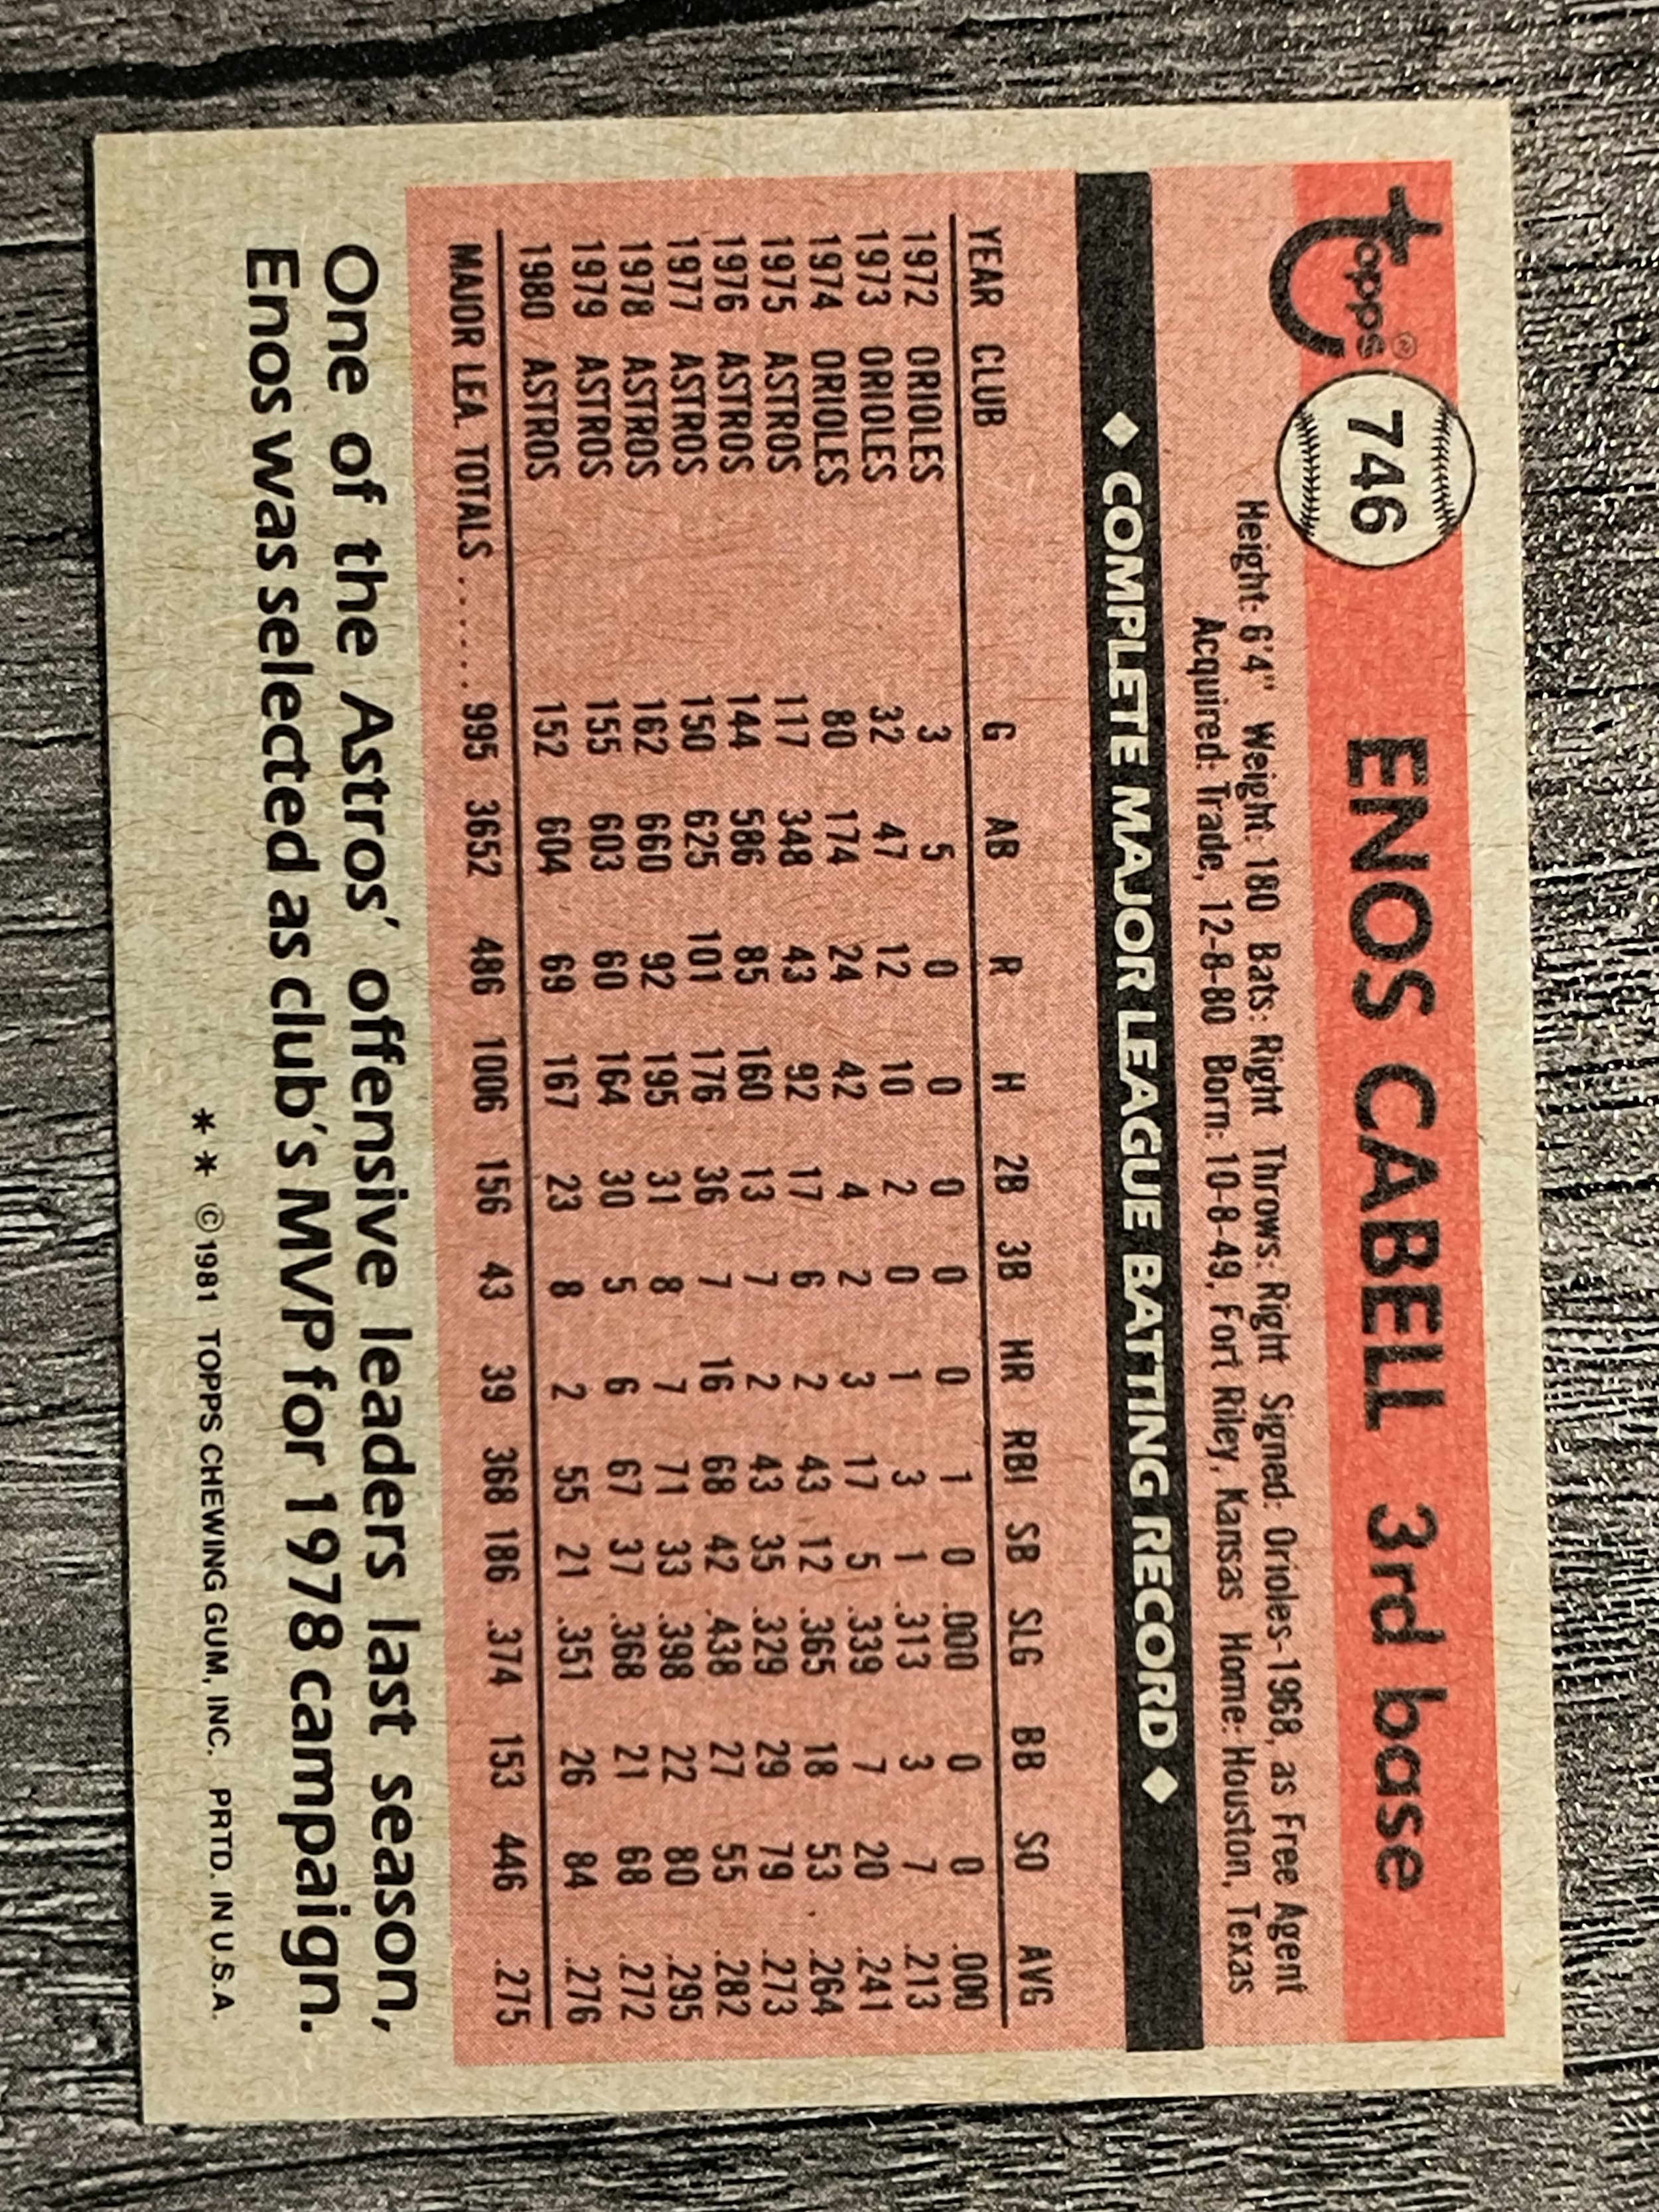 topps®
746
ENOS CABELL 3rd base
Height: 6'4" Weight: 180 Bats: Right Throws: Right Signed: Orioles-1968, as Free Agent
Acquired: Trade, 12-8-80 Born: 10-8-49, Fort Riley, Kansas Home: Houston, Texas
◆ COMPLETE MAJOR LEAGUE BATTING RECORD ◆
YEAR CLUB G AB R H 2B 3B HR RBI SB SLG BB SO AVG
1972 ORIOLES 3 5 0 0 0 0 0 1 0 .000 0 0 .000
1973 ORIOLES 32 47 12 10 2 0 1 3 1 .313 3 7 .213
1974 ORIOLES 80 174 24 42 4 2 3 17 5 .339 7 20 .241
1975 ASTROS 117 348 43 92 17 6 2 43 12 .365 18 53 .264
1976 ASTROS 144 586 85 160 13 7 2 43 35 .329 29 79 .273
1977 ASTROS 150 625 101 176 36 7 16 68 42 .438 27 55 .282
1978 ASTROS 162 660 92 195 31 8 7 71 33 .398 22 80 .295
1979 ASTROS 155 603 60 164 30 5 6 67 37 .368 21 68 .272
1980 ASTROS 152 604 69 167 23 8 2 55 21 .351 26 84 .276
MAJOR LEA. TOTALS ...... 995 3652 486 1006 156 43 39 368 186 .374 153 446 .275
One of the Astros' offensive leaders last season,
Enos was selected as club's MVP for 1978 campaign.
* * ©1981 TOPPS CHEWING GUM, INC. PRTD. IN U.S.A.